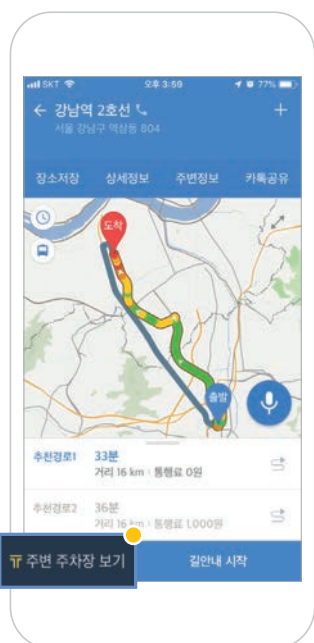 SKT 오후 3:59 77%
강남역 2호선
서울 강남구 역삼동 804
장소저장 상세정보 주변정보 카톡공유
도착
출발
추천경로1 33분
거리 16 km 통행료 0원
추천경로2 36분
거리 16 km 통행료 1,000원
주변 주차장 보기 길안내 시작